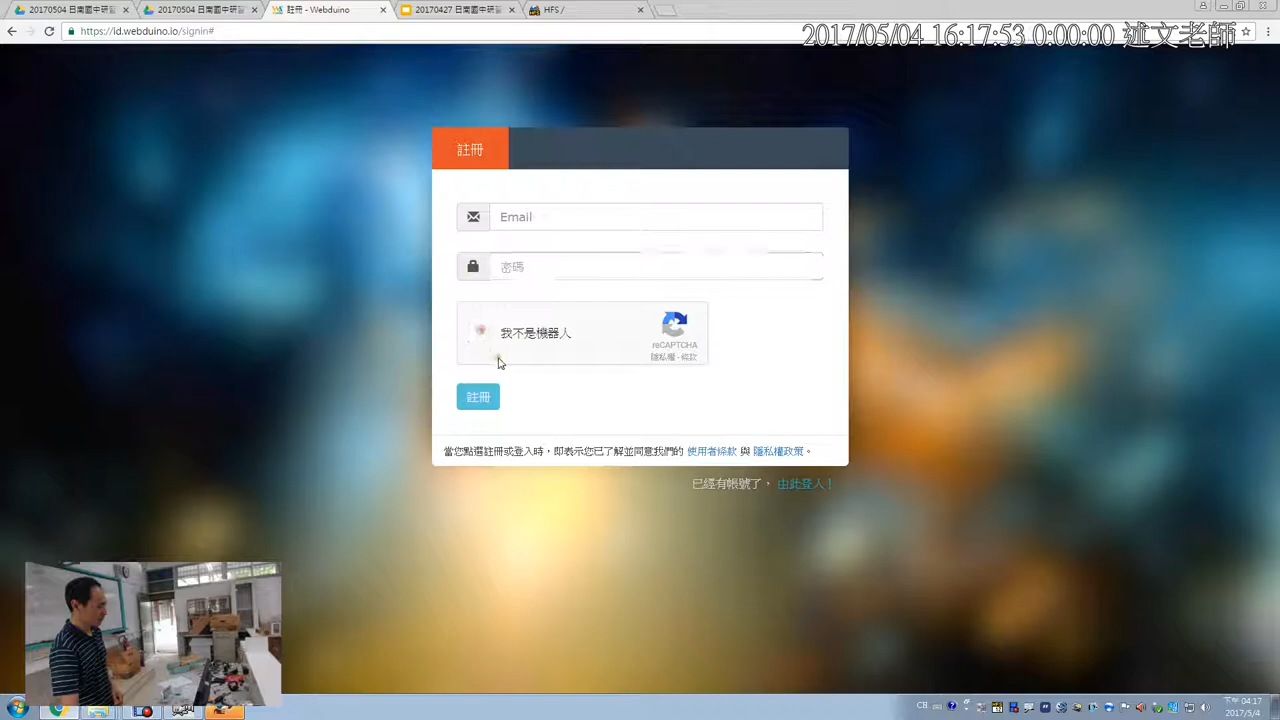 20170504 日南國中研習
20170504 日南國中研習
註冊 - Webduino
20170427 日南國中研習
HFS /
https://id.webduino.io/signin#
2017/05/04 16:17:53 0:00:00 述文老師
註冊
Email
密碼
我不是機器人
reCAPTCHA
隱私權 - 條款
註冊
當您點選註冊或登入時，即表示您已了解並同意我們的 使用者條款 與 隱私權政策。
已經有帳號了， 由此登入！
CH
下午 04:17
2017/5/4